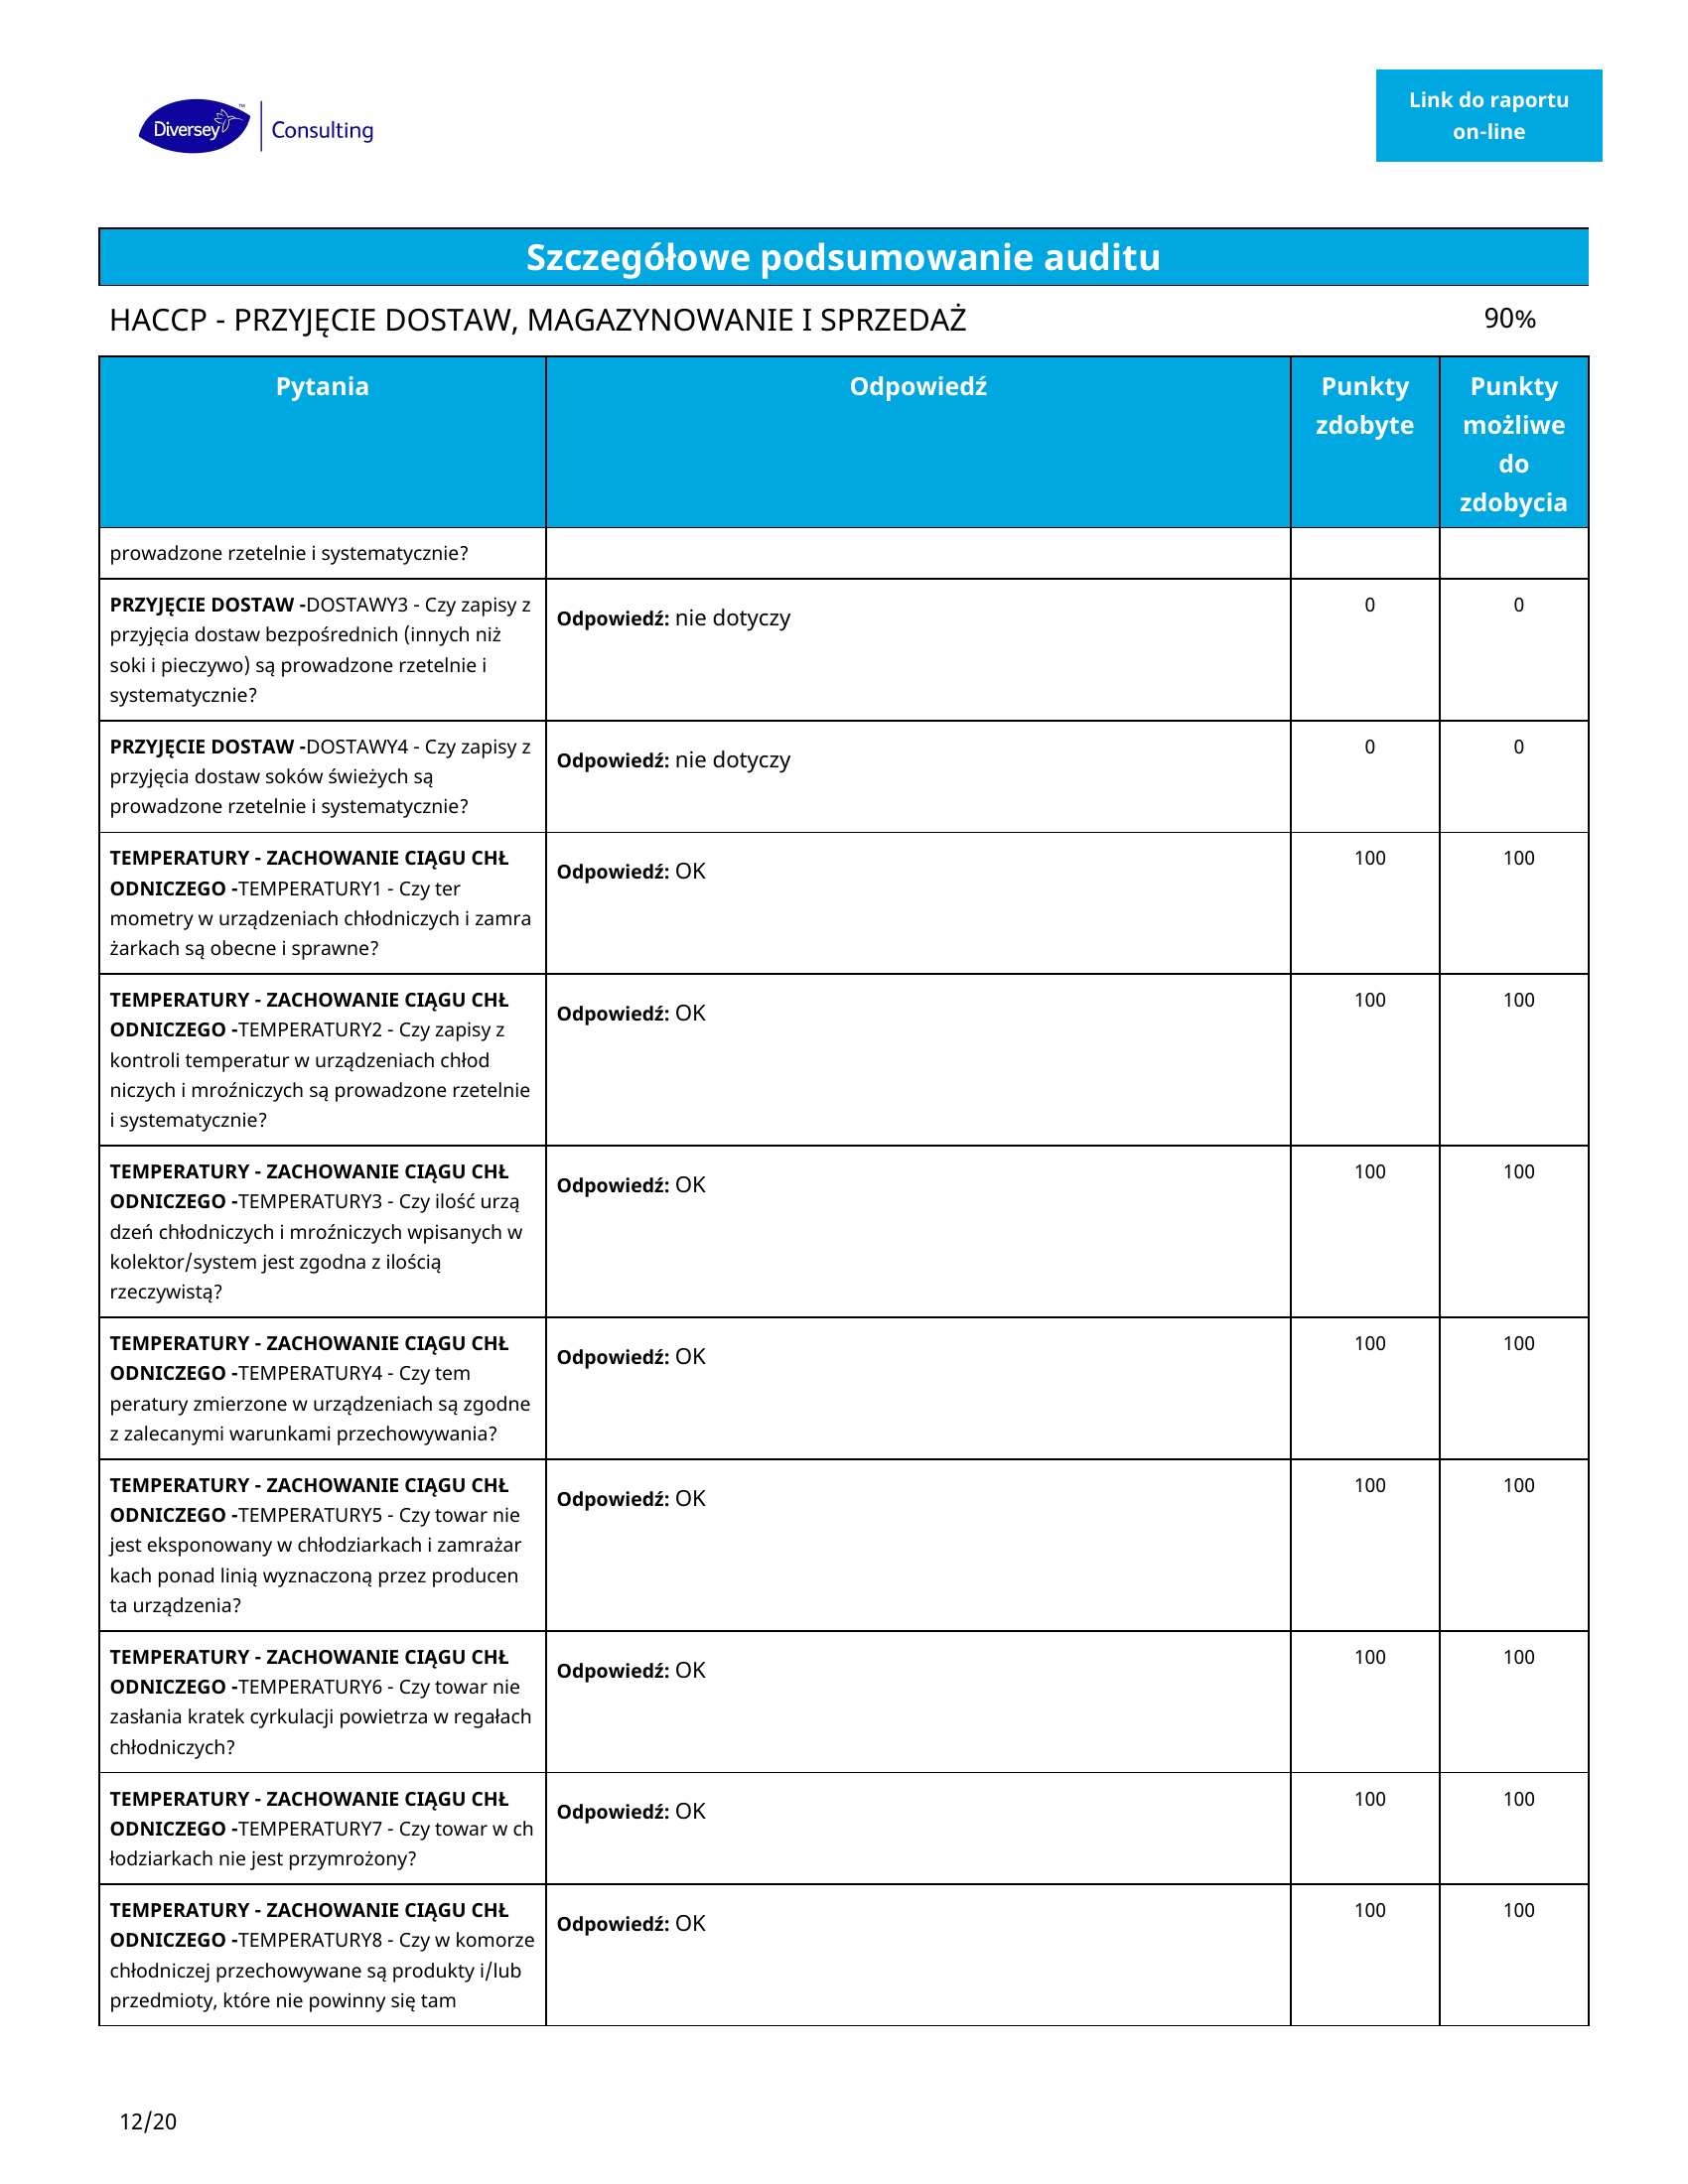 Diversey™ Consulting
Link do raportu
on-line
Szczegółowe podsumowanie auditu
HACCP - PRZYJĘCIE DOSTAW, MAGAZYNOWANIE I SPRZEDAŻ 90%
Pytania Odpowiedź Punkty Punkty
zdobyte możliwe
do
zdobycia
prowadzone rzetelnie i systematycznie?
PRZYJĘCIE DOSTAW -DOSTAWY3 - Czy zapisy z
przyjęcia dostaw bezpośrednich (innych niż
soki i pieczywo) są prowadzone rzetelnie i
systematycznie?
Odpowiedź: nie dotyczy
0 0
PRZYJĘCIE DOSTAW -DOSTAWY4 - Czy zapisy z
przyjęcia dostaw soków świeżych są
prowadzone rzetelnie i systematycznie?
Odpowiedź: nie dotyczy
0 0
TEMPERATURY - ZACHOWANIE CIĄGU CHŁ
ODNICZEGO -TEMPERATURY1 - Czy ter
mometry w urządzeniach chłodniczych i zamra
żarkach są obecne i sprawne?
Odpowiedź: OK
100 100
TEMPERATURY - ZACHOWANIE CIĄGU CHŁ
ODNICZEGO -TEMPERATURY2 - Czy zapisy z
kontroli temperatur w urządzeniach chłod
niczych i mroźniczych są prowadzone rzetelnie
i systematycznie?
Odpowiedź: OK
100 100
TEMPERATURY - ZACHOWANIE CIĄGU CHŁ
ODNICZEGO -TEMPERATURY3 - Czy ilość urzą
dzeń chłodniczych i mroźniczych wpisanych w
kolektor/system jest zgodna z ilością
rzeczywistą?
Odpowiedź: OK
100 100
TEMPERATURY - ZACHOWANIE CIĄGU CHŁ
ODNICZEGO -TEMPERATURY4 - Czy tem
peratury zmierzone w urządzeniach są zgodne
z zalecanymi warunkami przechowywania?
Odpowiedź: OK
100 100
TEMPERATURY - ZACHOWANIE CIĄGU CHŁ
ODNICZEGO -TEMPERATURY5 - Czy towar nie
jest eksponowany w chłodziarkach i zamrażar
kach ponad linią wyznaczoną przez producen
ta urządzenia?
Odpowiedź: OK
100 100
TEMPERATURY - ZACHOWANIE CIĄGU CHŁ
ODNICZEGO -TEMPERATURY6 - Czy towar nie
zasłania kratek cyrkulacji powietrza w regałach
chłodniczych?
Odpowiedź: OK
100 100
TEMPERATURY - ZACHOWANIE CIĄGU CHŁ
ODNICZEGO -TEMPERATURY7 - Czy towar w ch
łodziarkach nie jest przymrożony?
Odpowiedź: OK
100 100
TEMPERATURY - ZACHOWANIE CIĄGU CHŁ
ODNICZEGO -TEMPERATURY8 - Czy w komorze
chłodniczej przechowywane są produkty i/lub
przedmioty, które nie powinny się tam
Odpowiedź: OK
100 100
12/20